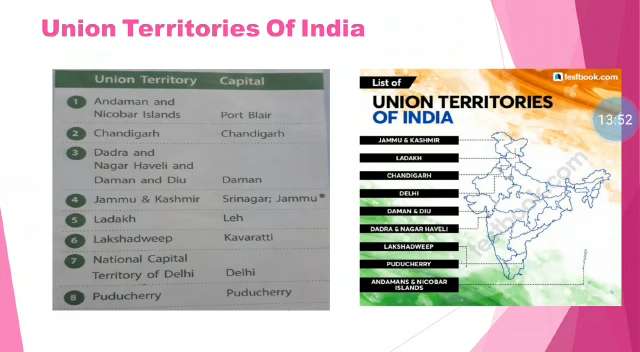 Union Territories Of India
Union Territory Capital
1 Andaman and
Nicobar Islands Port Blair
2 Chandigarh Chandigarh
3 Dadra and
Nagar Haveli and
Daman and Diu Daman
4 Jammu & Kashmir Srinagar; Jammu*
5 Ladakh Leh
6 Lakshadweep Kavaratti
7 National Capital
Territory of Delhi Delhi
8 Puducherry Puducherry
testbook.com
List of
UNION TERRITORIES
OF INDIA
13:52
JAMMU & KASHMIR
LADAKH
CHANDIGARH
DELHI
DAMAN & DIU
DADRA & NAGAR HAVELI
LAKSHADWEEP
PUDUCHERRY
ANDAMANS & NICOBAR
ISLANDS
testbook.com